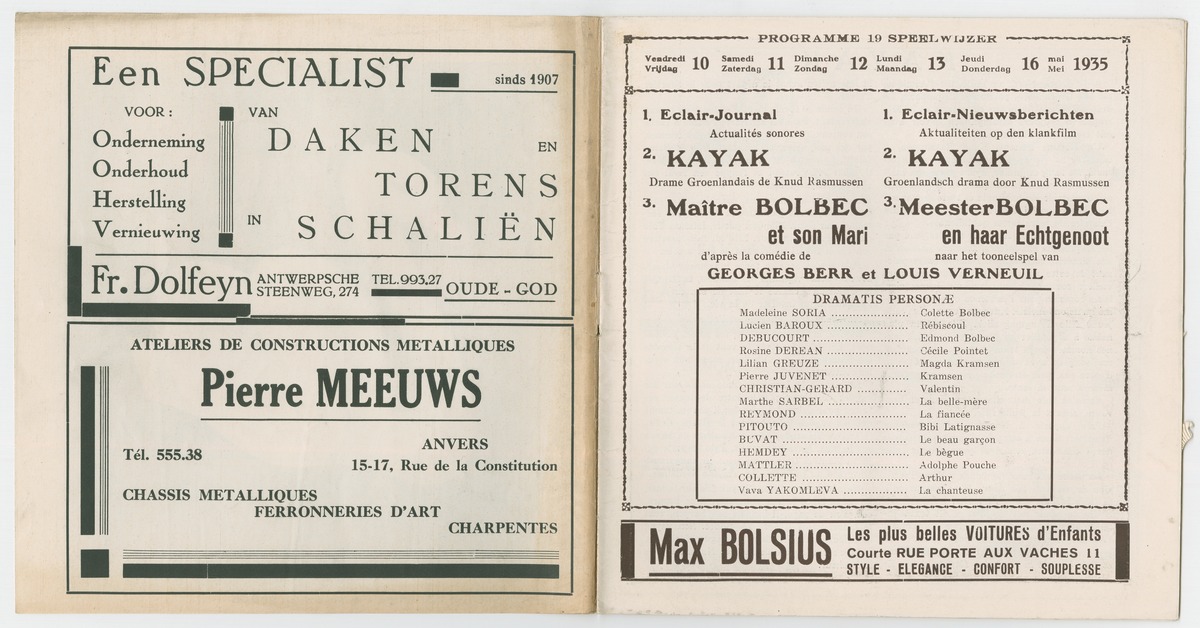 Een SPECIALIST sinds 1907
VOOR :
Onderneming
Onderhoud
Herstelling
Vernieuwing
VAN
DAKEN EN
TORENS
IN SCHALIËN
Fr. Dolfeyn ANTWERPSCHE STEENWEG, 274 TEL. 993.27 OUDE - GOD
ATELIERS DE CONSTRUCTIONS METALLIQUES
Pierre MEEUWS
ANVERS
Tél. 555.38
15-17, Rue de la Constitution
CHASSIS METALLIQUES
FERRONNERIES D'ART
CHARPENTES
PROGRAMME 19 SPEELWIJZER
Vendredi Vrijdag 10 Samedi Zaterdag 11 Dimanche Zondag 12 Lundi Maandag 13 Jeudi Donderdag 16 mai Mei 1935
1. Eclair-Journal
Actualités sonores
2. KAYAK
Drame Groenlandais de Knud Rasmussen
3. Maître BOLBEC
et son Mari
d'après la comédie de
1. Eclair-Nieuwsberichten
Aktualiteiten op den klankfilm
2. KAYAK
Groenlandsch drama door Knud Rasmussen
3. Meester BOLBEC
en haar Echtgenoot
naar het tooneelspel van
GEORGES BERR et LOUIS VERNEUIL
DRAMATIS PERSONÆ
Madeleine SORIA ........................ Colette Bolbec
Lucien BAROUX ........................ Rébiscoul
DEBUCOURT ........................ Edmond Bolbec
Rosine DEREAN ........................ Cécile Pointet
Lilian GREUZE ........................ Magda Kramsen
Pierre JUVENET ........................ Kramsen
CHRISTIAN-GERARD ............... Valentin
Marthe SARBEL ........................ La belle-mère
REYMOND ........................ La fiancée
PITOUTO ........................ Bibi Latignasse
BUVAT ........................ Le beau garçon
HEMDEY ........................ Le bègue
MATTLER ........................ Adolphe Pouche
COLLETTE ........................ Arthur
Vava YAKOMLEVA .................. La chanteuse
Max BOLSIUS
Les plus belles VOITURES d'Enfants
Courte RUE PORTE AUX VACHES 11
STYLE - ELEGANCE - CONFORT - SOUPLESSE